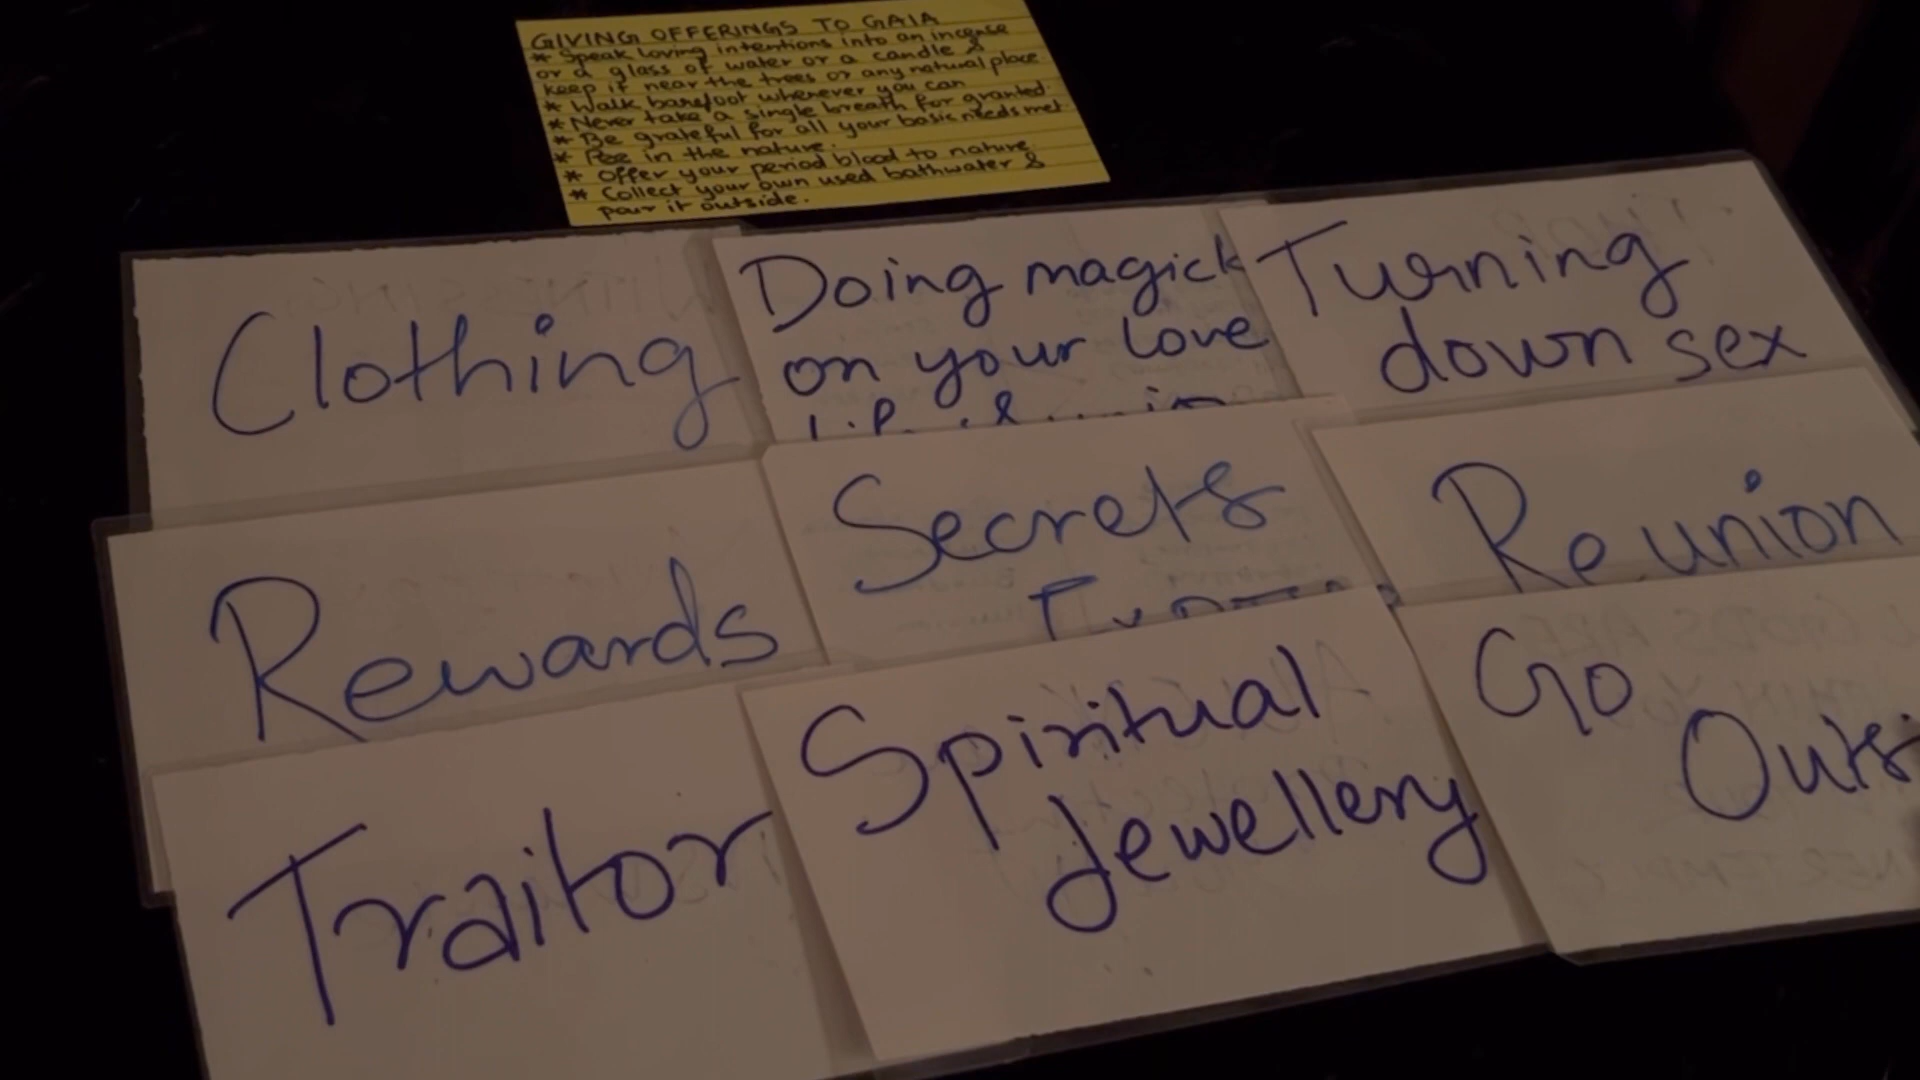 GIVING OFFERINGS TO GAIA
* Speak loving intentions into an incense
or a glass of water or a candle &
keep it near the trees or any natural place.
* Walk barefoot wherever you can
* Never take a single breath for granted.
* Be grateful for all your basic needs met.
* Pee in the nature.
* Offer your period blood to nature.
* Collect your own used bathwater &
pour it outside.
Clothing
Doing magick
on your love
Turning
down sex
Rewards
Secrets
Reunion
Traitor
Spiritual
Jewellery
Go